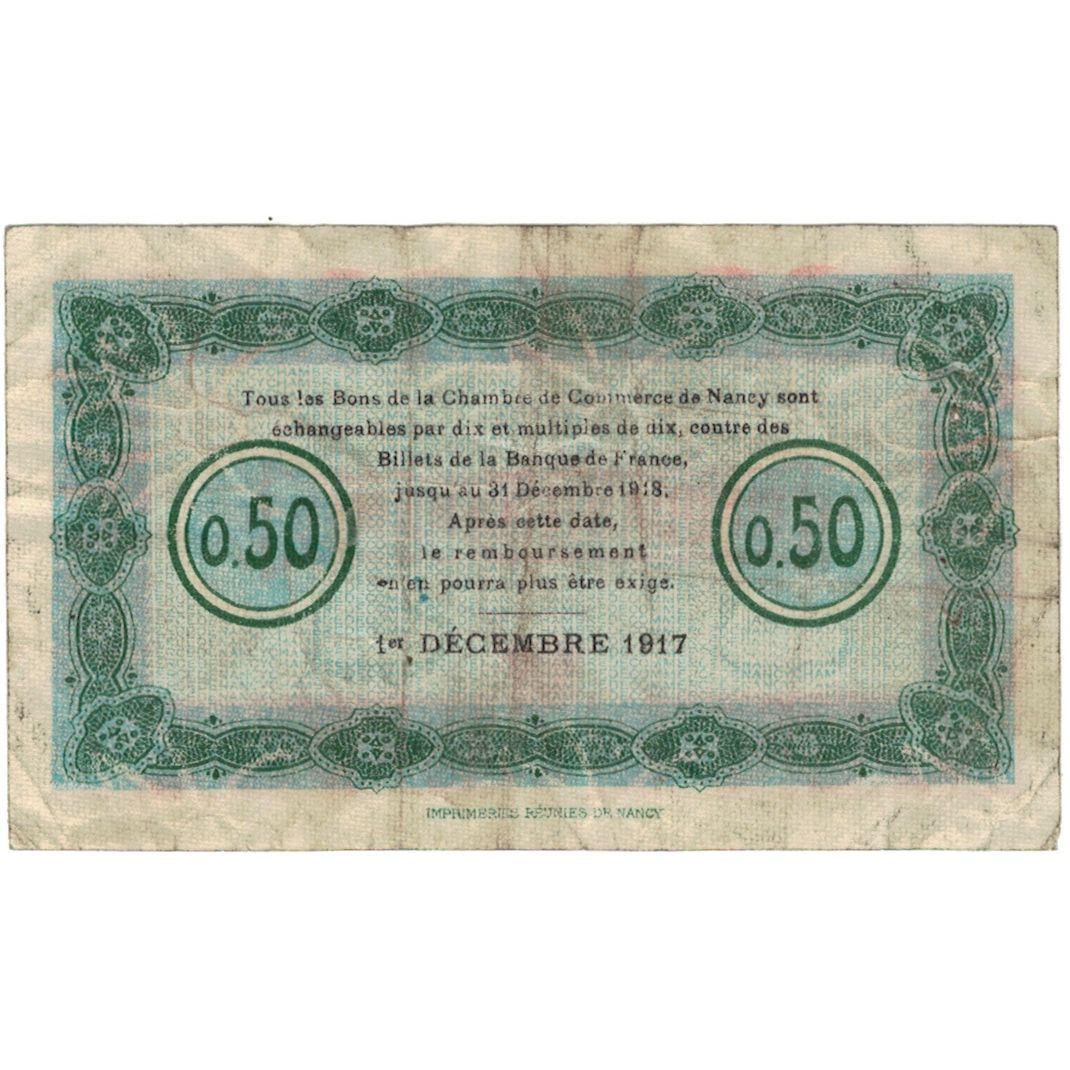 Tous les Bons de la Chambre de Commerce de Nancy sont
échangeables par dix et multiples de dix, contre des
Billets de la Banque de France,
jusqu'au 31 Décembre 1918.
Après cette date,
le remboursement
n'en pourra plus être exigé.
0.50
0.50
1er DÉCEMBRE 1917
IMPRIMERIES RÉUNIES DE NANCY